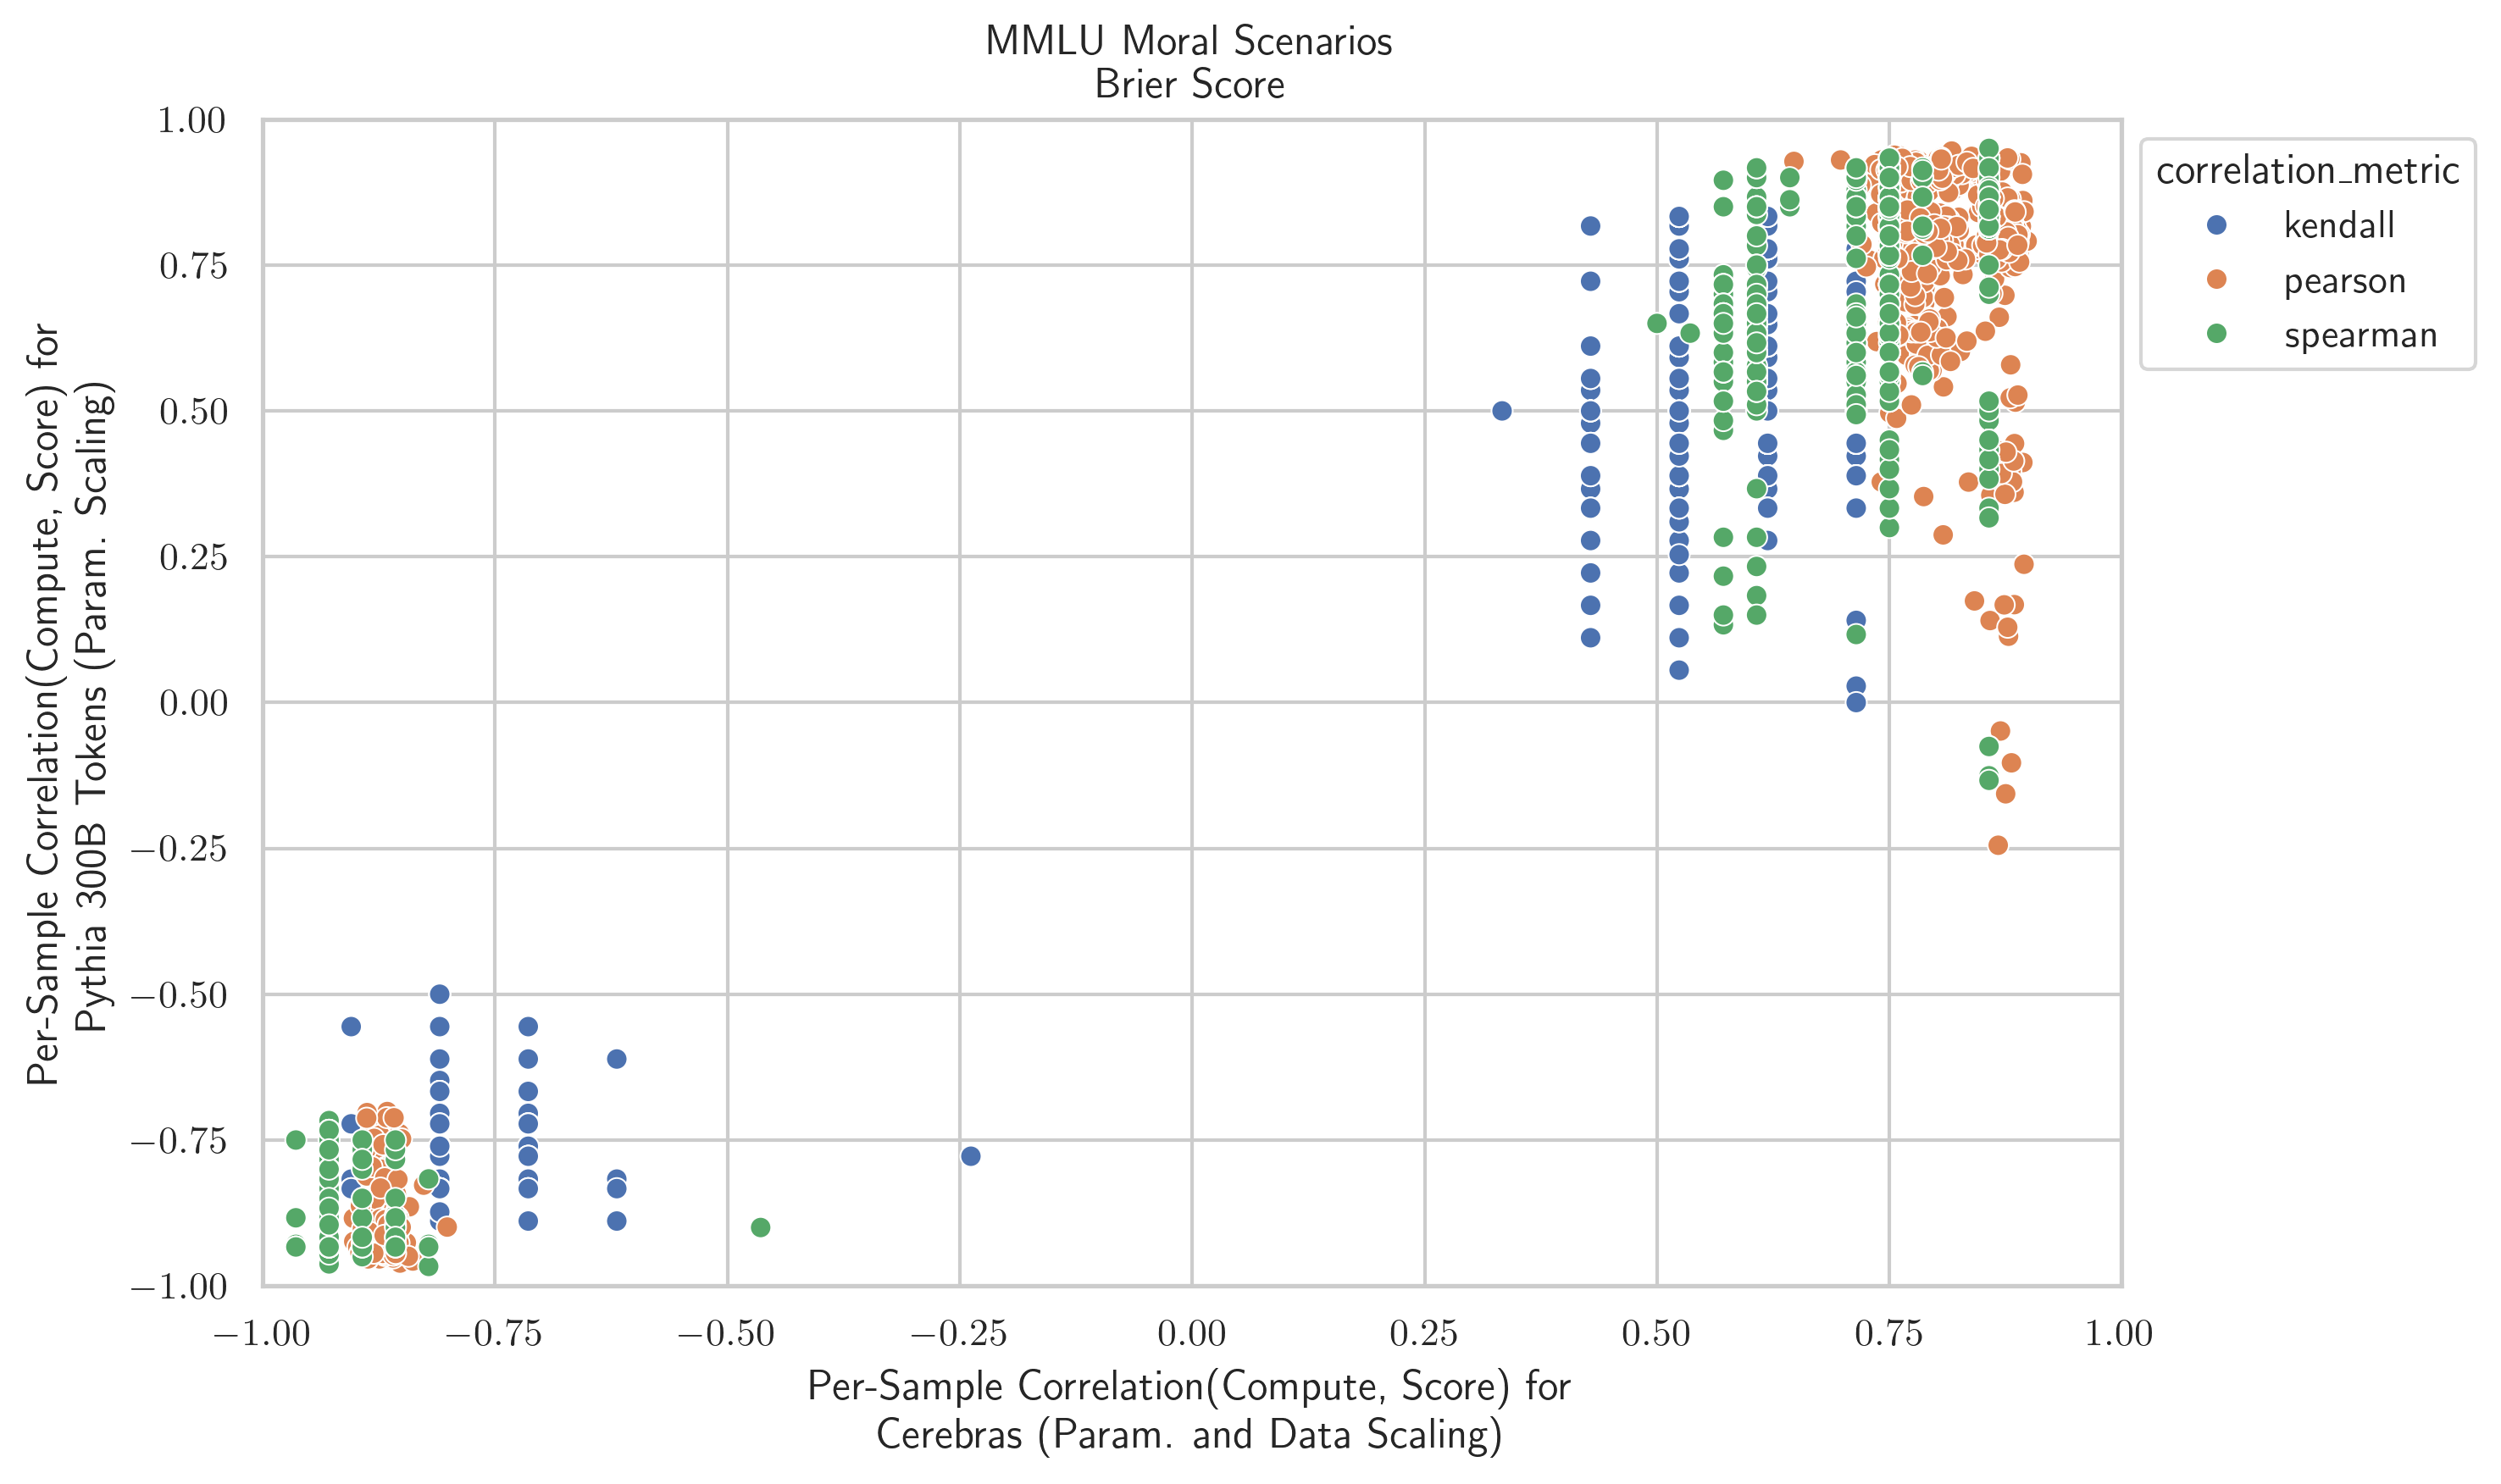 MMLU Moral Scenarios
Brier Score
Per-Sample Correlation(Compute, Score) for
Pythia 300B Tokens (Param. Scaling)
1.00
0.75
0.50
0.25
0.00
−0.25
−0.50
−0.75
−1.00
−1.00 −0.75 −0.50 −0.25 0.00 0.25 0.50 0.75 1.00
Per-Sample Correlation(Compute, Score) for
Cerebras (Param. and Data Scaling)
correlation_metric
kendall
pearson
spearman